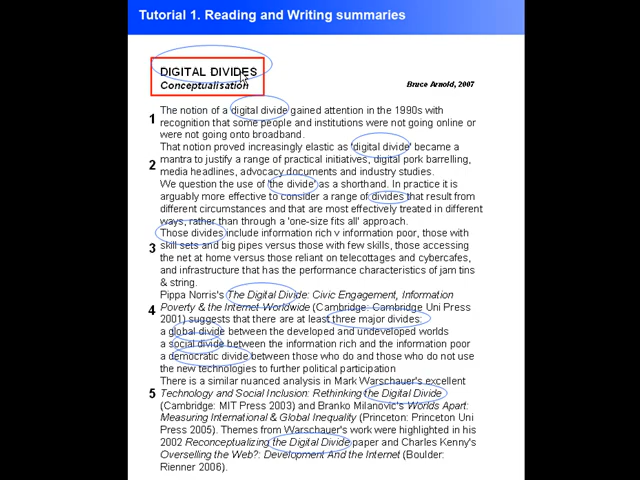 Tutorial 1. Reading and Writing summaries
DIGITAL DIVIDES
Conceptualisation
Bruce Arnold, 2007
1 The notion of a digital divide gained attention in the 1990s with
recognition that some people and institutions were not going online or
were not going onto broadband.
That notion proved increasingly elastic as 'digital divide' became a
2 mantra to justify a range of practical initiatives, digital pork barrelling,
media headlines, advocacy documents and industry studies.
We question the use of 'the divide' as a shorthand. In practice it is
arguably more effective to consider a range of divides that result from
different circumstances and that are most effectively treated in different
ways, rather than through a 'one-size fits all' approach.
Those divides include information rich v information poor, those with
3 skill sets and big pipes versus those with few skills, those accessing
the net at home versus those reliant on telecottages and cybercafes,
and infrastructure that has the performance characteristics of jam tins
& string.
Pippa Norris's The Digital Divide: Civic Engagement, Information
4 Poverty & the Internet Worldwide (Cambridge: Cambridge Uni Press
2001) suggests that there are at least three major divides:
a global divide between the developed and undeveloped worlds
a social divide between the information rich and the information poor
a democratic divide between those who do and those who do not use
the new technologies to further political participation
There is a similar nuanced analysis in Mark Warschauer's excellent
5 Technology and Social Inclusion: Rethinking the Digital Divide
(Cambridge: MIT Press 2003) and Branko Milanovic's Worlds Apart:
Measuring International & Global Inequality (Princeton: Princeton Uni
Press 2005). Themes from Warschauer's work were highlighted in his
2002 Reconceptualizing the Digital Divide paper and Charles Kenny's
Overselling the Web?: Development And the Internet (Boulder:
Rienner 2006).